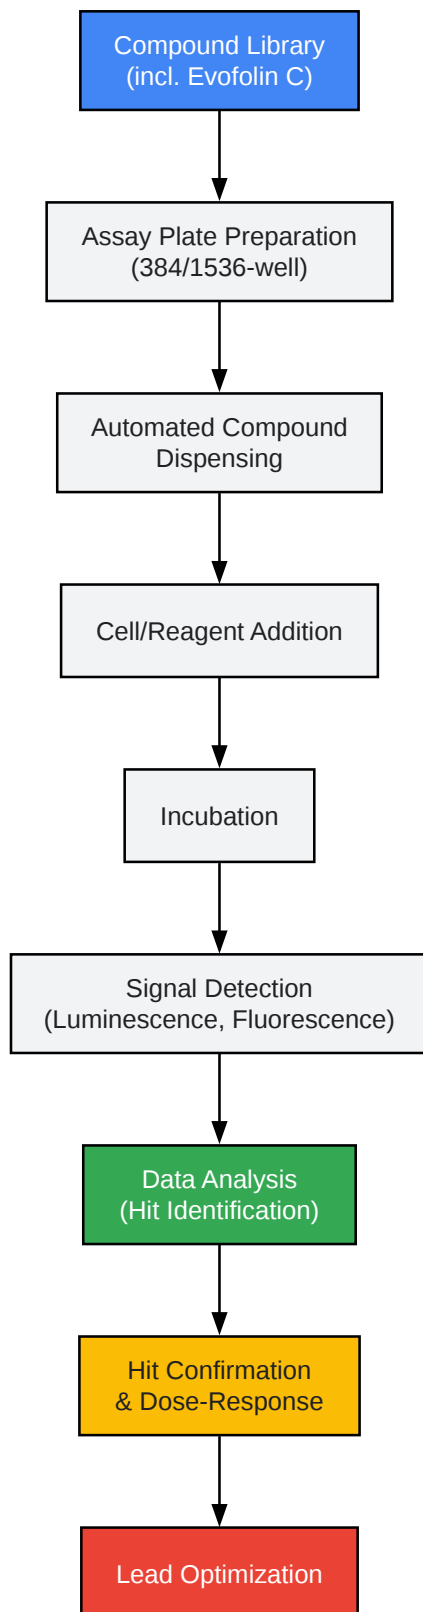 Compound Library
(incl. Evofolin C)
Assay Plate Preparation
(384/1536-well)
Automated Compound
Dispensing
Cell/Reagent Addition
Incubation
Signal Detection
(Luminescence, Fluorescence)
Data Analysis
(Hit Identification)
Hit Confirmation
& Dose-Response
Lead Optimization